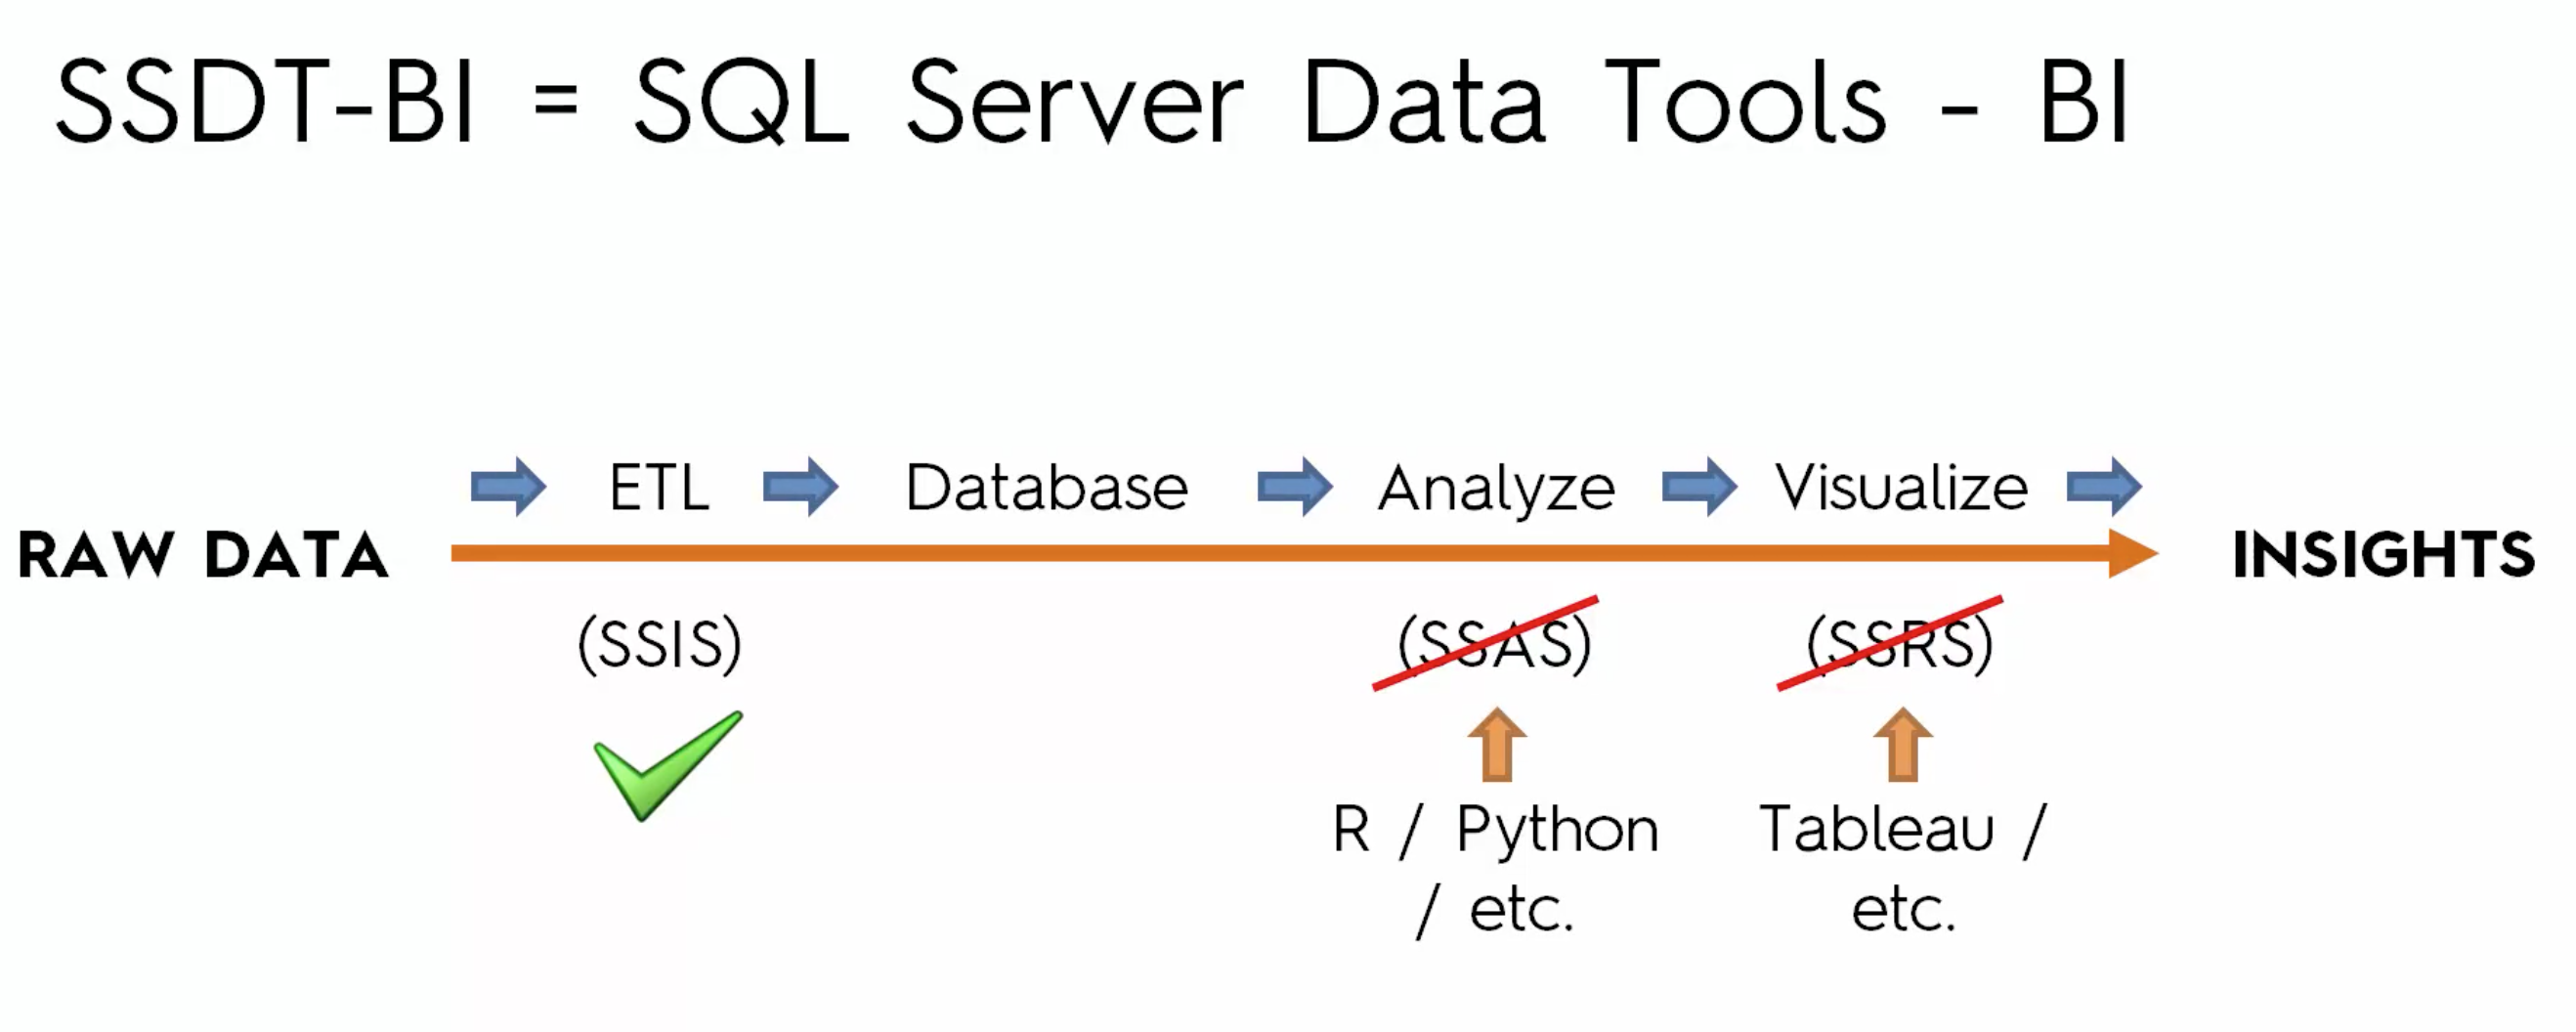 SSDT-BI = SQL Server Data Tools - BI
ETL Database Analyze Visualize
RAW DATA INSIGHTS
(SSIS) (SSAS) (SSRS)
R / Python Tableau /
/ etc. etc.